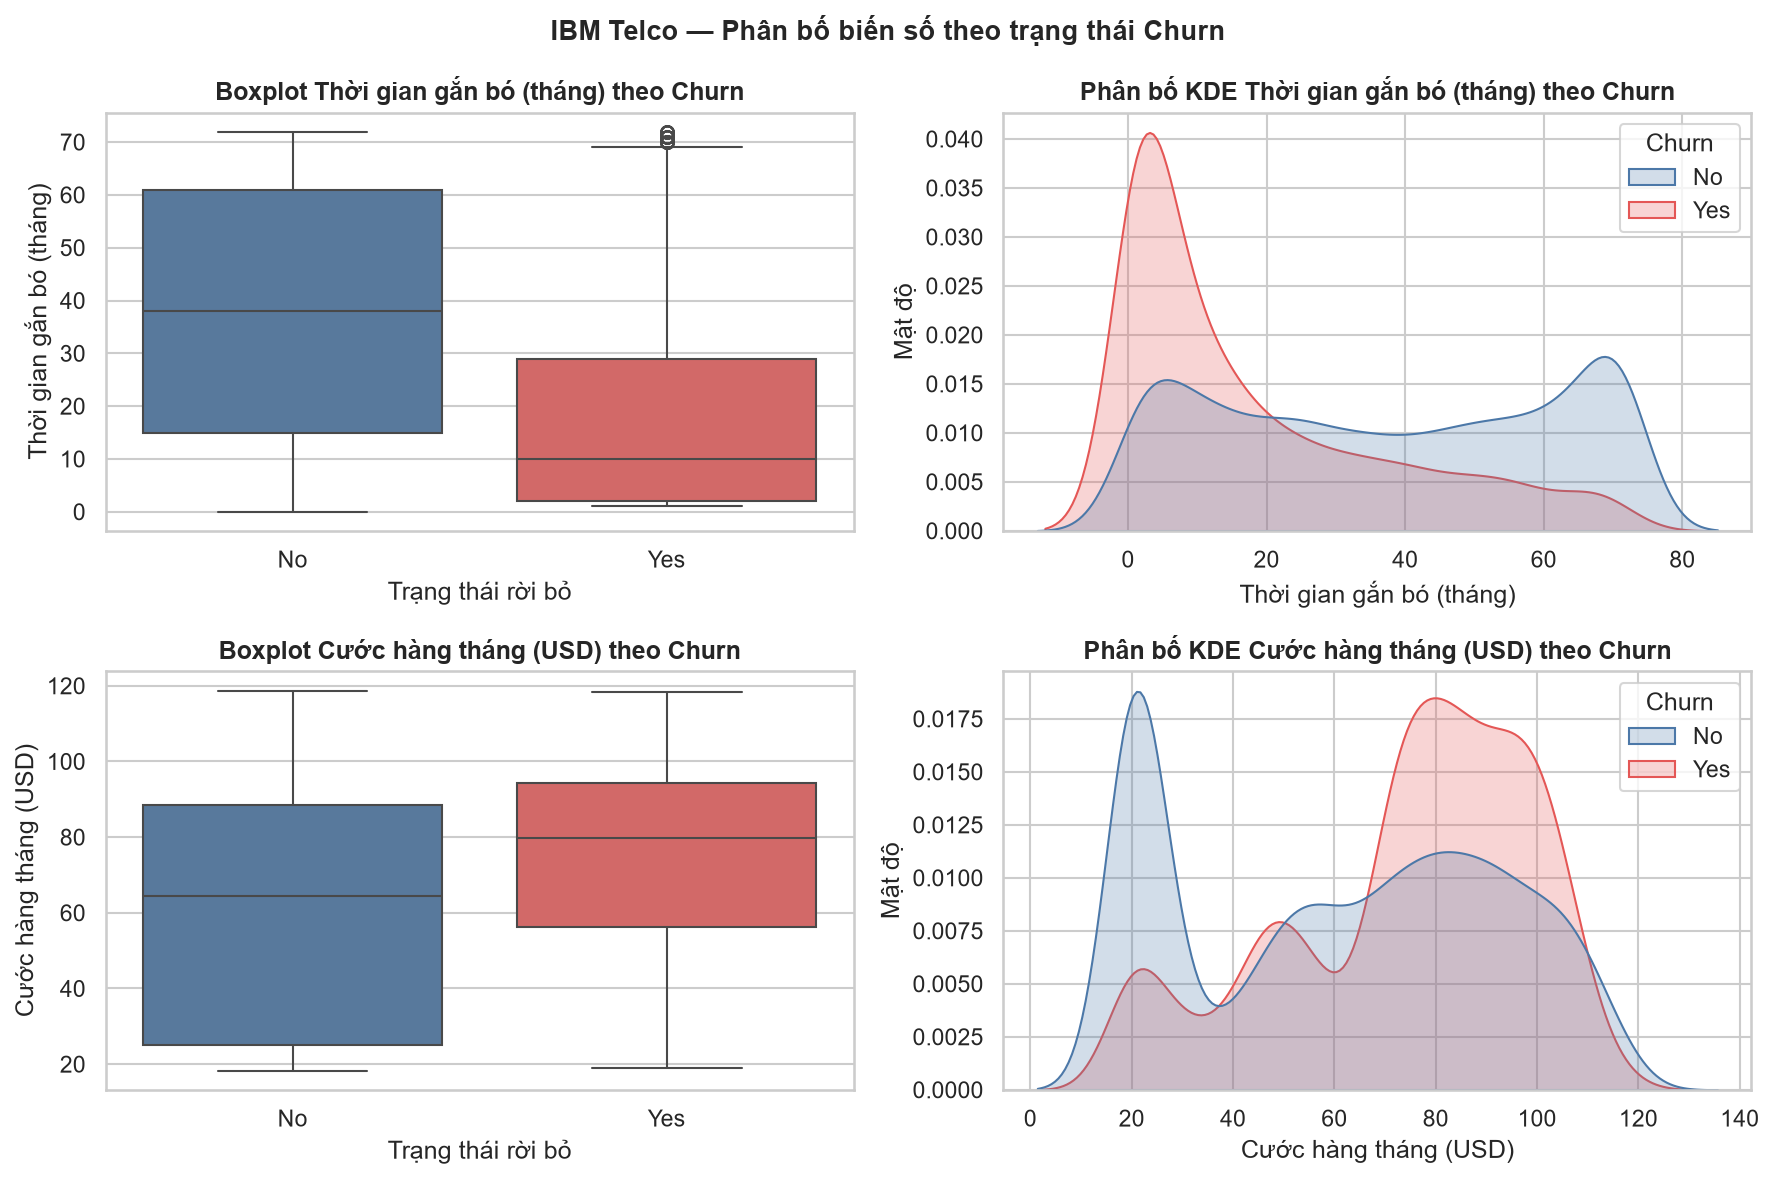 IBM Telco — Phân bố biến số theo trạng thái Churn
Boxplot Thời gian gắn bó (tháng) theo Churn
Thời gian gắn bó (tháng)
70
60
50
40
30
20
10
0
No
Yes
Trạng thái rời bỏ
Phân bố KDE Thời gian gắn bó (tháng) theo Churn
Mật độ
0.040
0.035
0.030
0.025
0.020
0.015
0.010
0.005
0.000
Churn
No
Yes
0
20
40
60
80
Thời gian gắn bó (tháng)
Boxplot Cước hàng tháng (USD) theo Churn
Cước hàng tháng (USD)
120
100
80
60
40
20
No
Yes
Trạng thái rời bỏ
Phân bố KDE Cước hàng tháng (USD) theo Churn
Mật độ
0.0175
0.0150
0.0125
0.0100
0.0075
0.0050
0.0025
0.0000
Churn
No
Yes
0
20
40
60
80
100
120
140
Cước hàng tháng (USD)